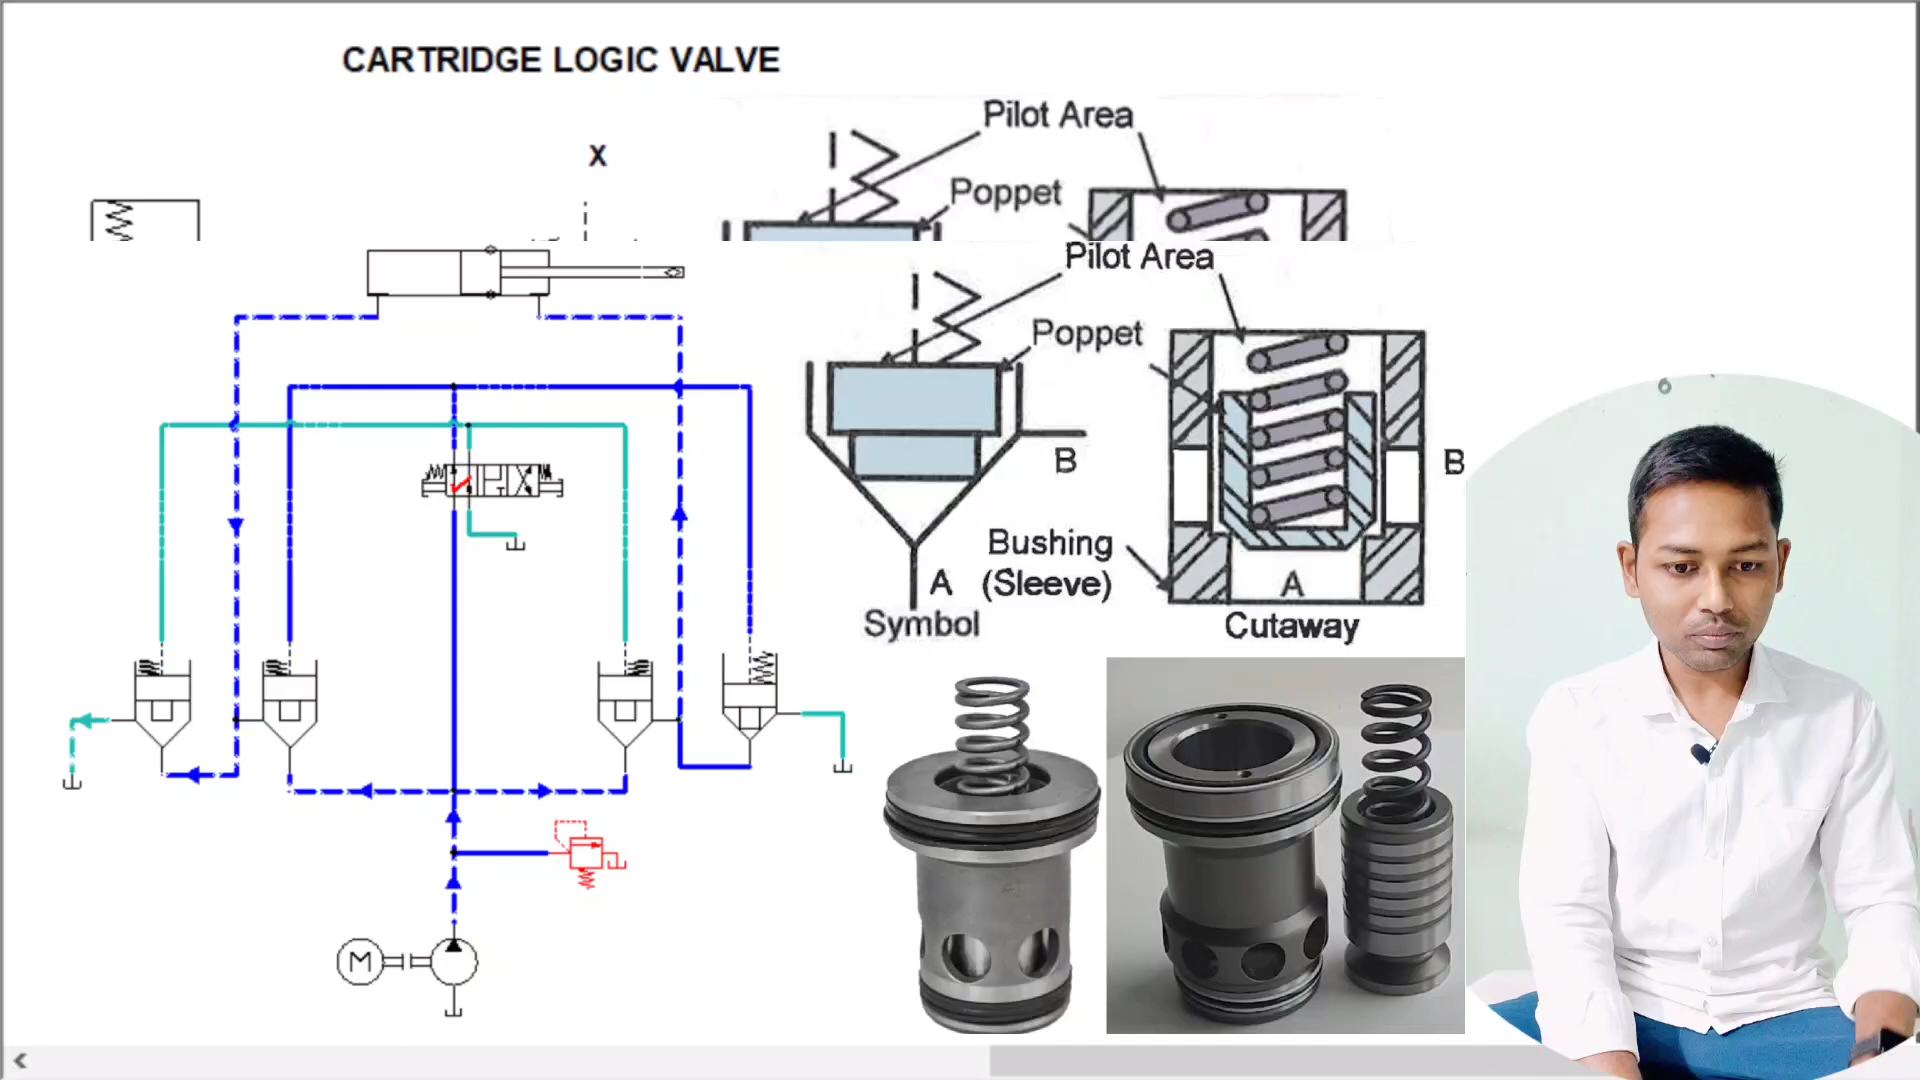 CARTRIDGE LOGIC VALVE
X
Pilot Area
Poppet
Pilot Area
Poppet
B
B
Bushing
(Sleeve)
A
A
Symbol
Cutaway
M